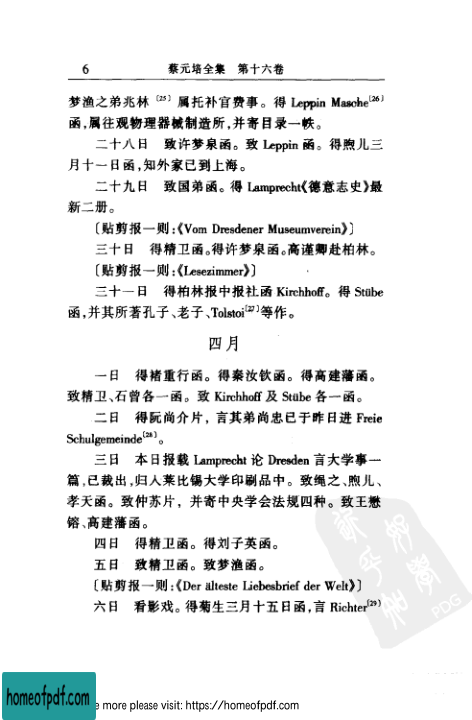 6 蔡元培全集 第十六卷
梦渔之弟兆林〔25〕属托补官费事。得 Leppin Masche〔26〕
函,属往观物理器械制造所,并寄目录一帙。
二十八日 致许梦泉函。致 Leppin 函。得煦儿三
月十一日函,知外家已到上海。
二十九日 致国弟函。得 Lamprecht《德意志史》最
新二册。
〔贴剪报一则:《Vom Dresdener Museumverein》〕
三十日 得精卫函。得许梦泉函。高谨卿赴柏林。
〔贴剪报一则:《Lesezimmer》〕
三十一日 得柏林报中报社函 Kirchhoff。得 Stübe
函,并其所著孔子、老子、Tolstoi〔27〕等作。
四月
一日 得褚重行函。得秦汝钦函。得高建藩函。
致精卫、石曾各一函。致 Kirchhoff 及 Stübe 各一函。
二日 得阮尚介片,言其弟尚忠已于昨日进 Freie
Schulgemeinde〔28〕。
三日 本日报载 Lamprecht 论 Dresden 言大学事一
篇,已裁出,归入莱比锡大学印刷品中。致绳之、煦儿、
孝天函。致仲苏片,并寄中央学会法规四种。致王懋
镕、高建藩函。
四日 得精卫函。得刘子英函。
五日 致精卫函。致梦渔函。
〔贴剪报一则:《Der älteste Liebesbrief der Welt》〕
六日 看影戏。得菊生三月十五日函,言 Richter〔29〕
PDG
homeofpdf.com
e more please visit: https://homeofpdf.com